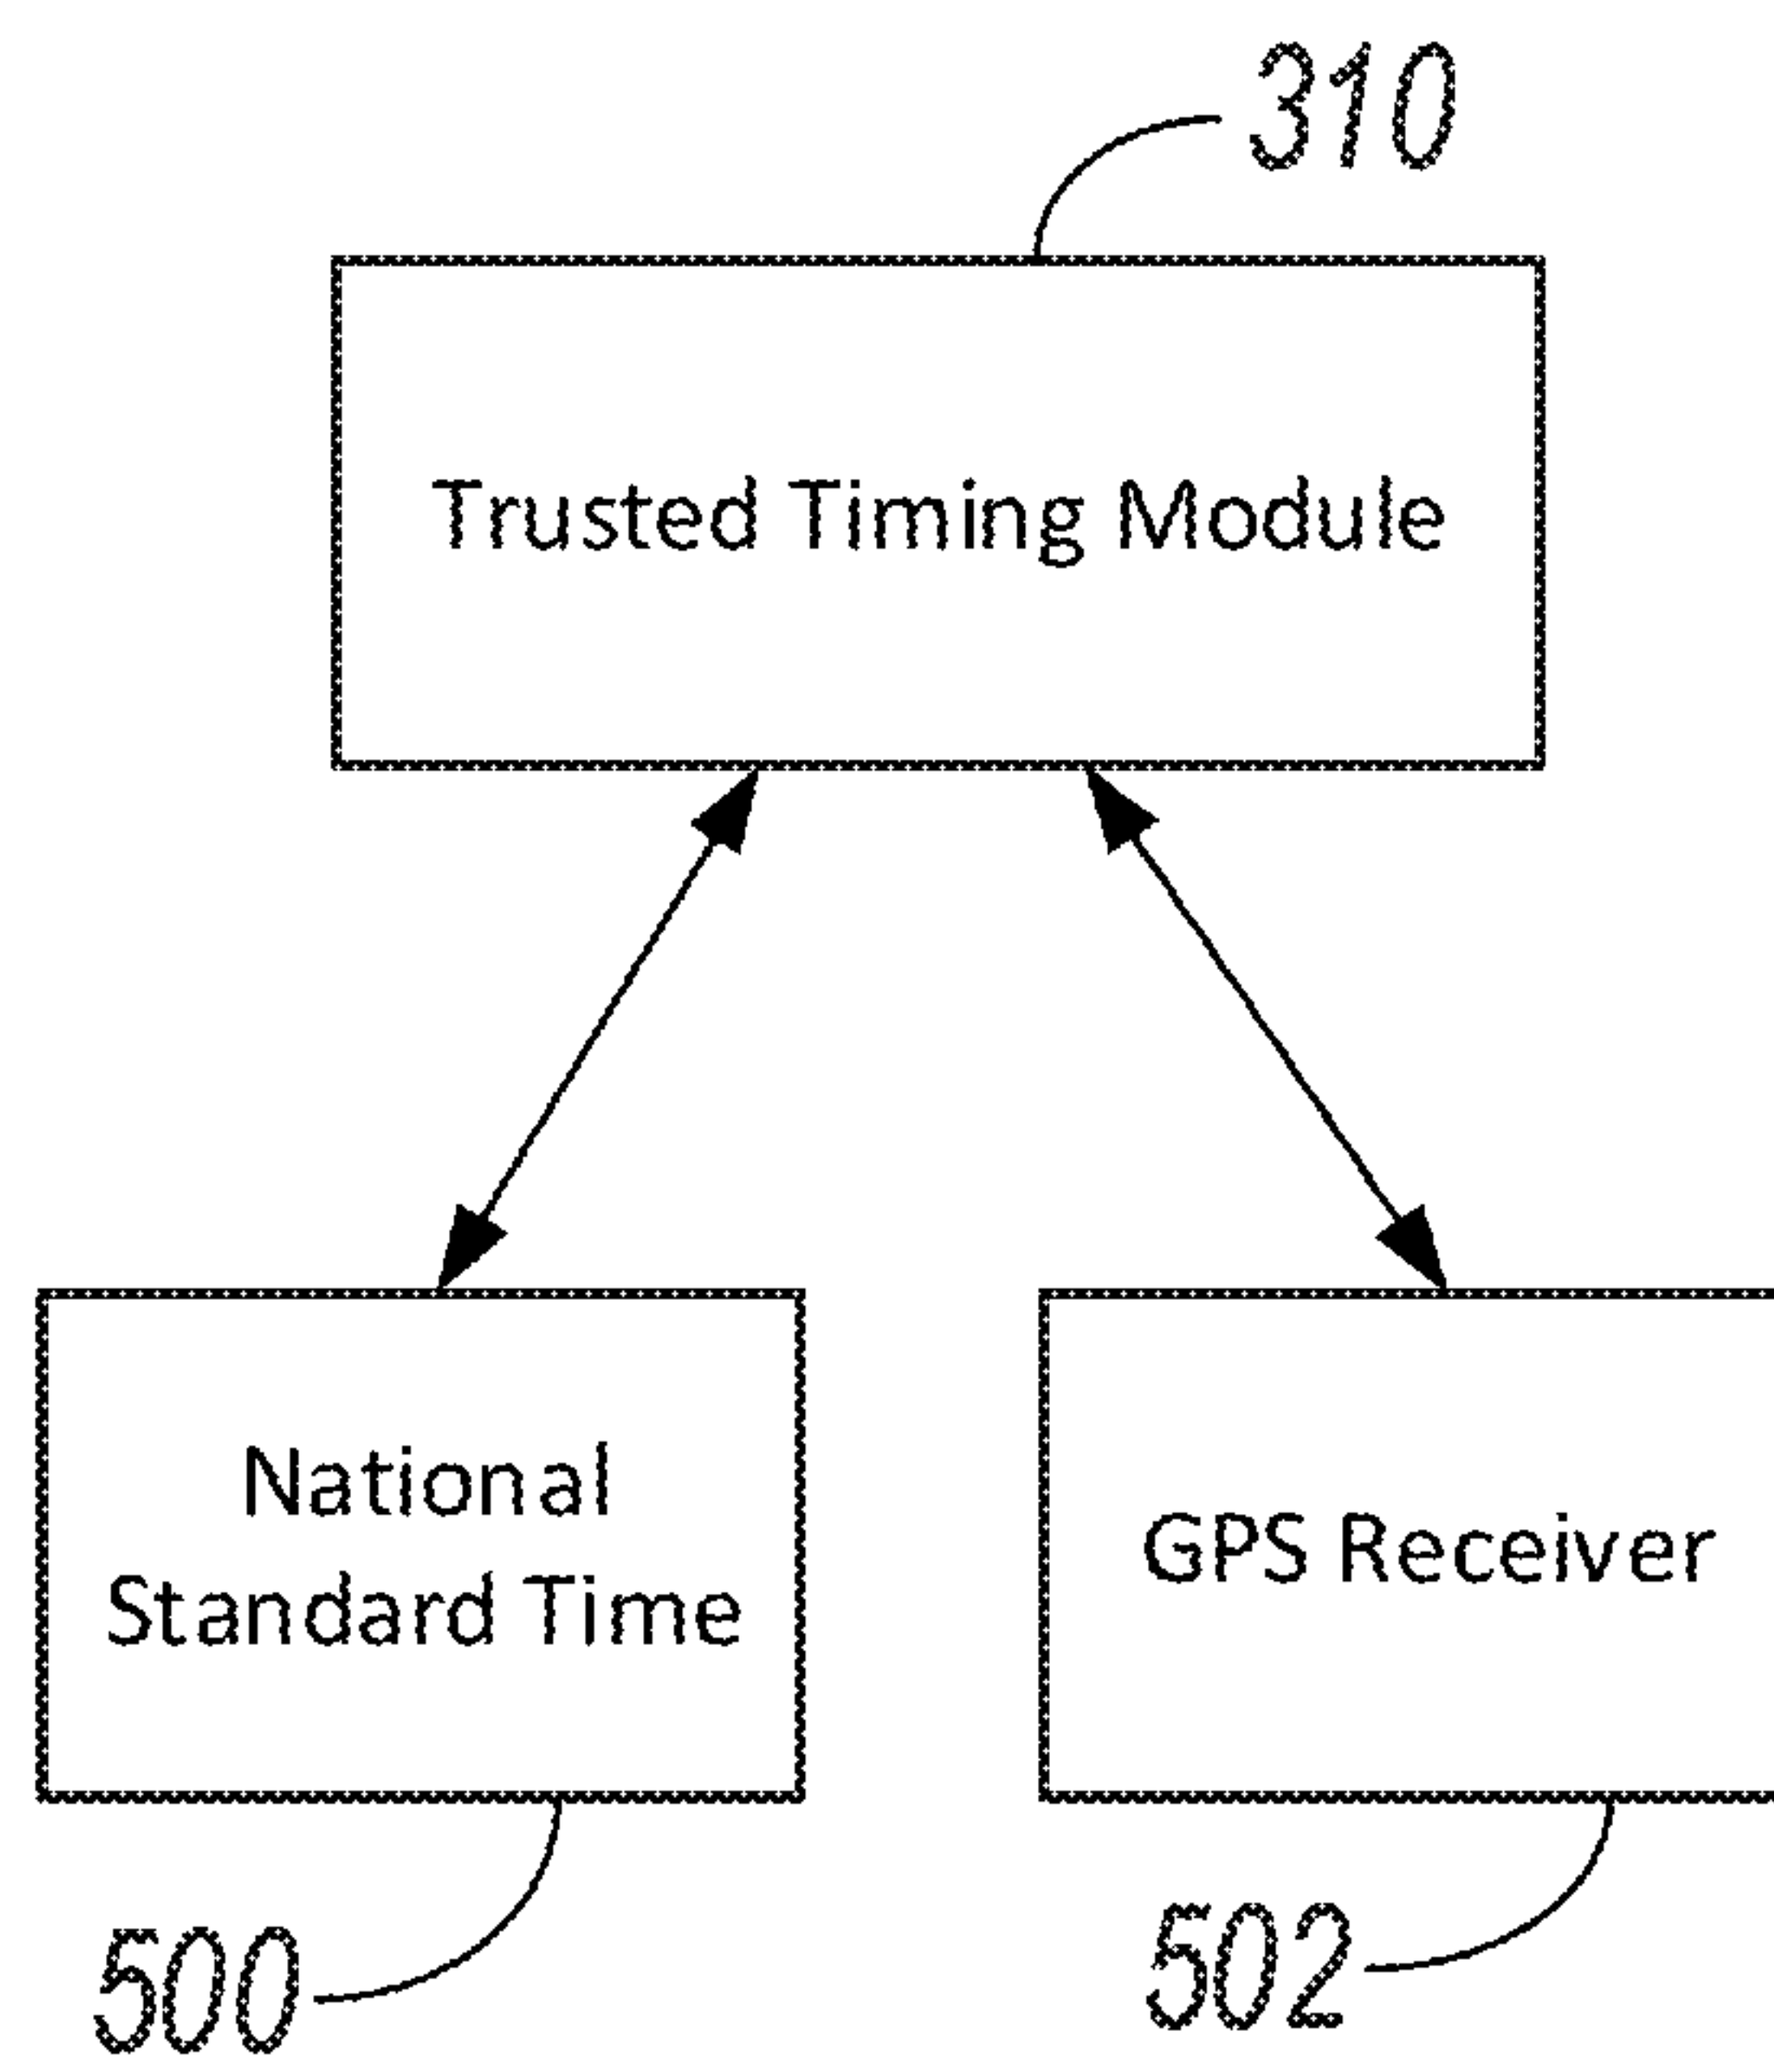 310
Trusted Timing Module
National
Standard Time
GPS Receiver
500
502